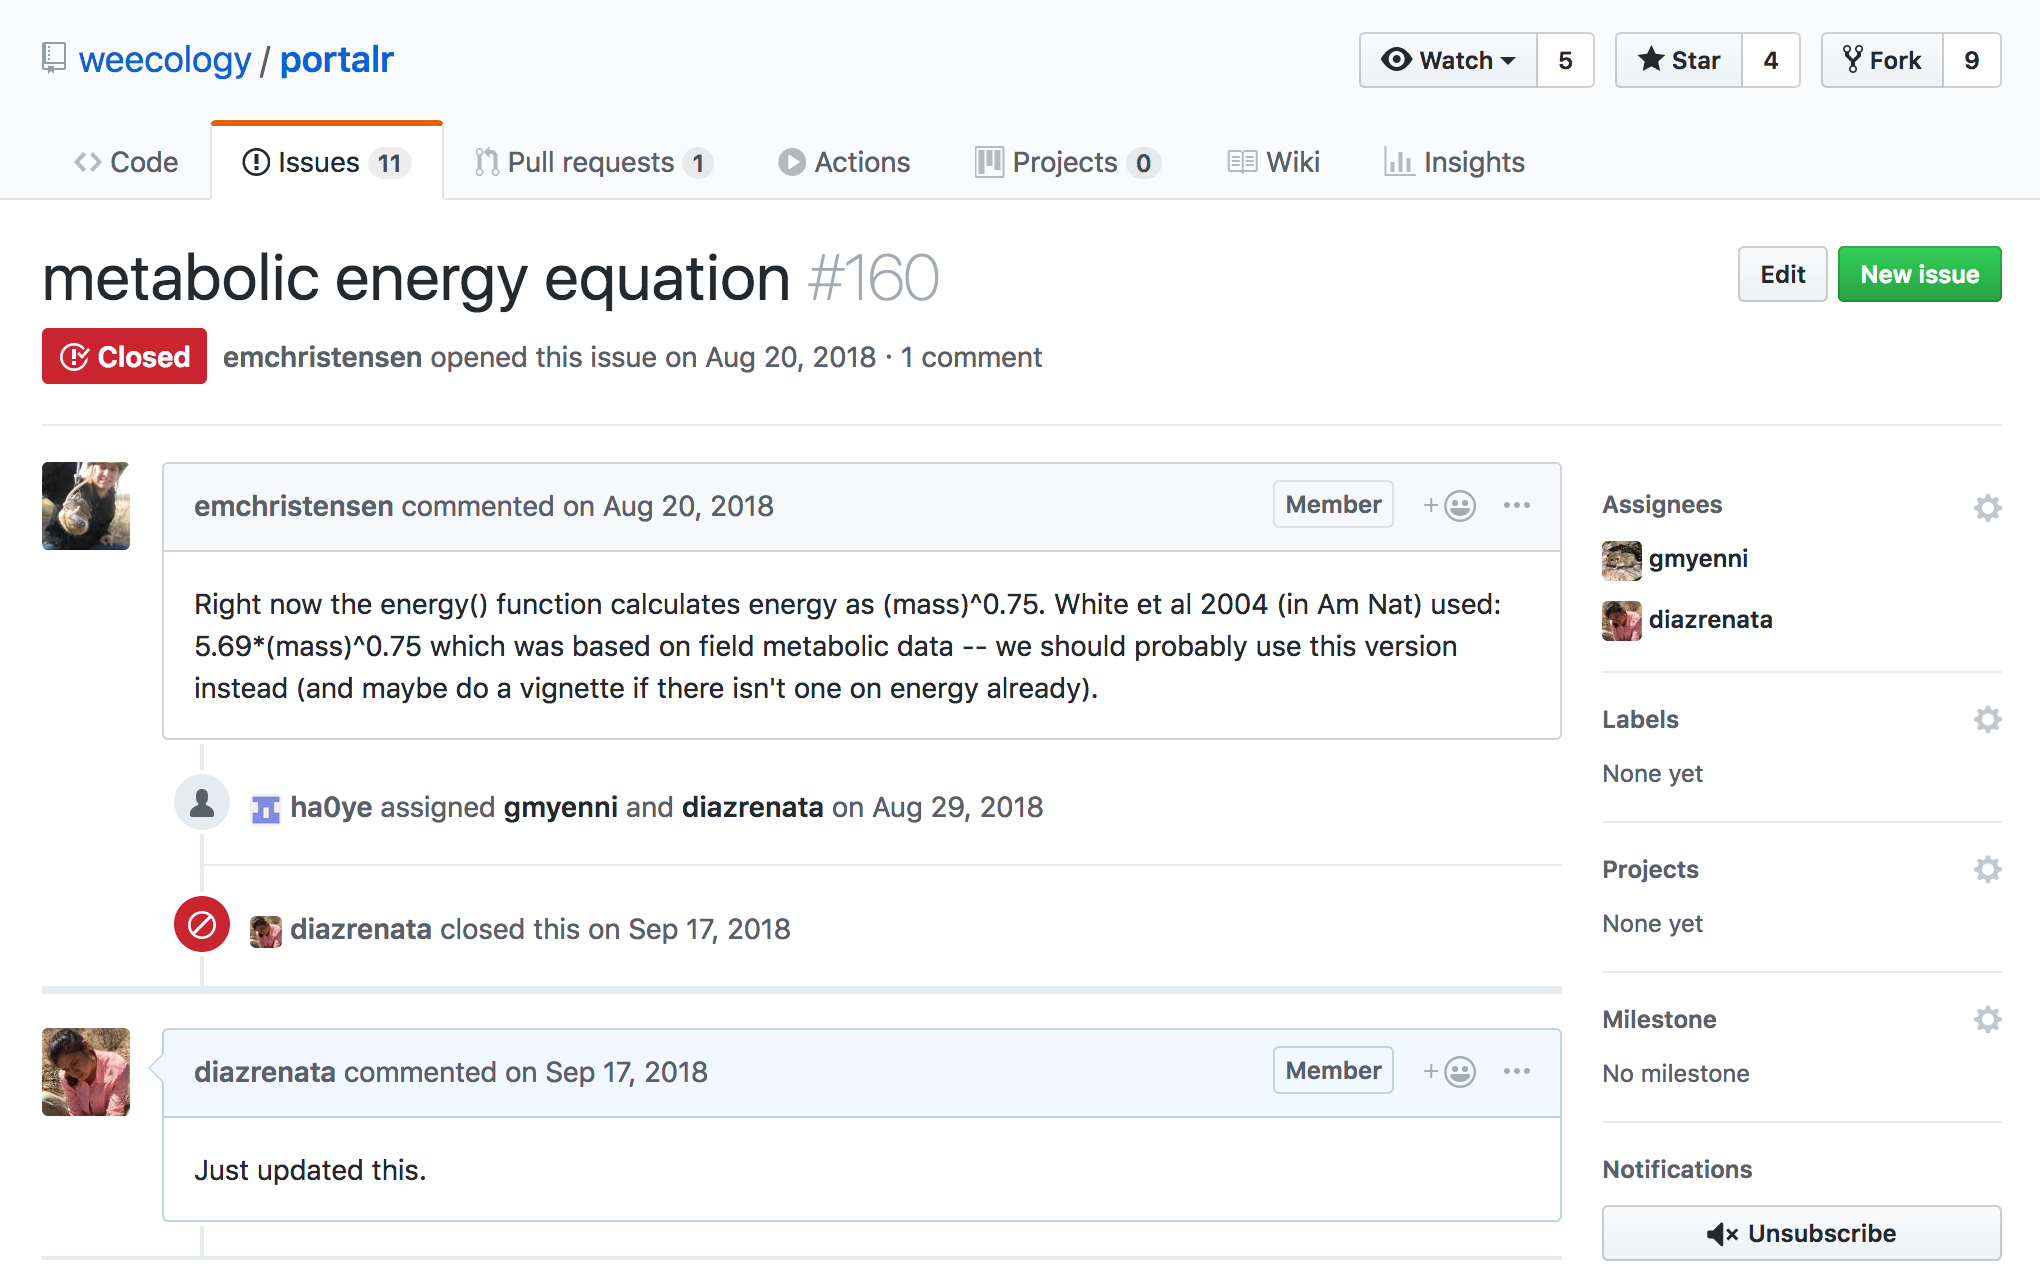 weecology / portalr
Watch 5
Star 4
Fork 9
Code
Issues 11
Pull requests 1
Actions
Projects 0
Wiki
Insights
metabolic energy equation #160
Edit
New issue
Closed
emchristensen opened this issue on Aug 20, 2018 · 1 comment
emchristensen commented on Aug 20, 2018
Member
Right now the energy() function calculates energy as (mass)^0.75. White et al 2004 (in Am Nat) used:
5.69*(mass)^0.75 which was based on field metabolic data -- we should probably use this version
instead (and maybe do a vignette if there isn't one on energy already).
ha0ye assigned gmyenni and diazrenata on Aug 29, 2018
diazrenata closed this on Sep 17, 2018
diazrenata commented on Sep 17, 2018
Member
Just updated this.
Assignees
gmyenni
diazrenata
Labels
None yet
Projects
None yet
Milestone
No milestone
Notifications
Unsubscribe